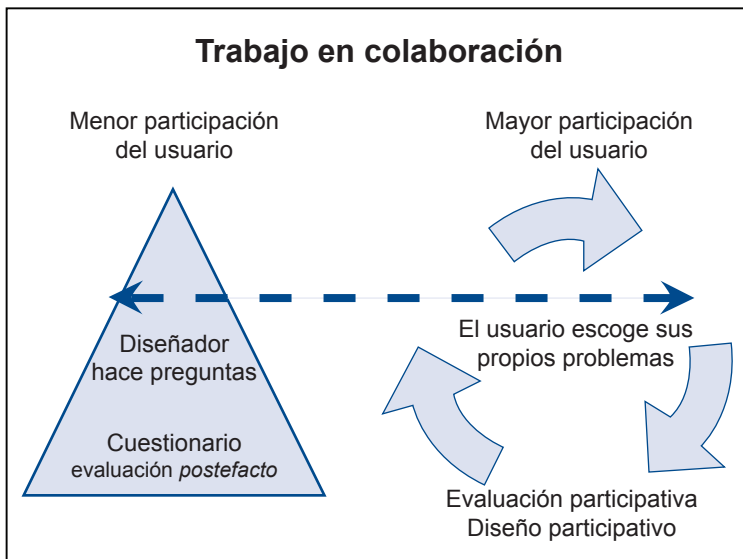 Trabajo en colaboración
Menor participación
del usuario
Mayor participación
del usuario
Diseñador
hace preguntas
El usuario escoge sus
propios problemas
Cuestionario
evaluación postefacto
Evaluación participativa
Diseño participativo